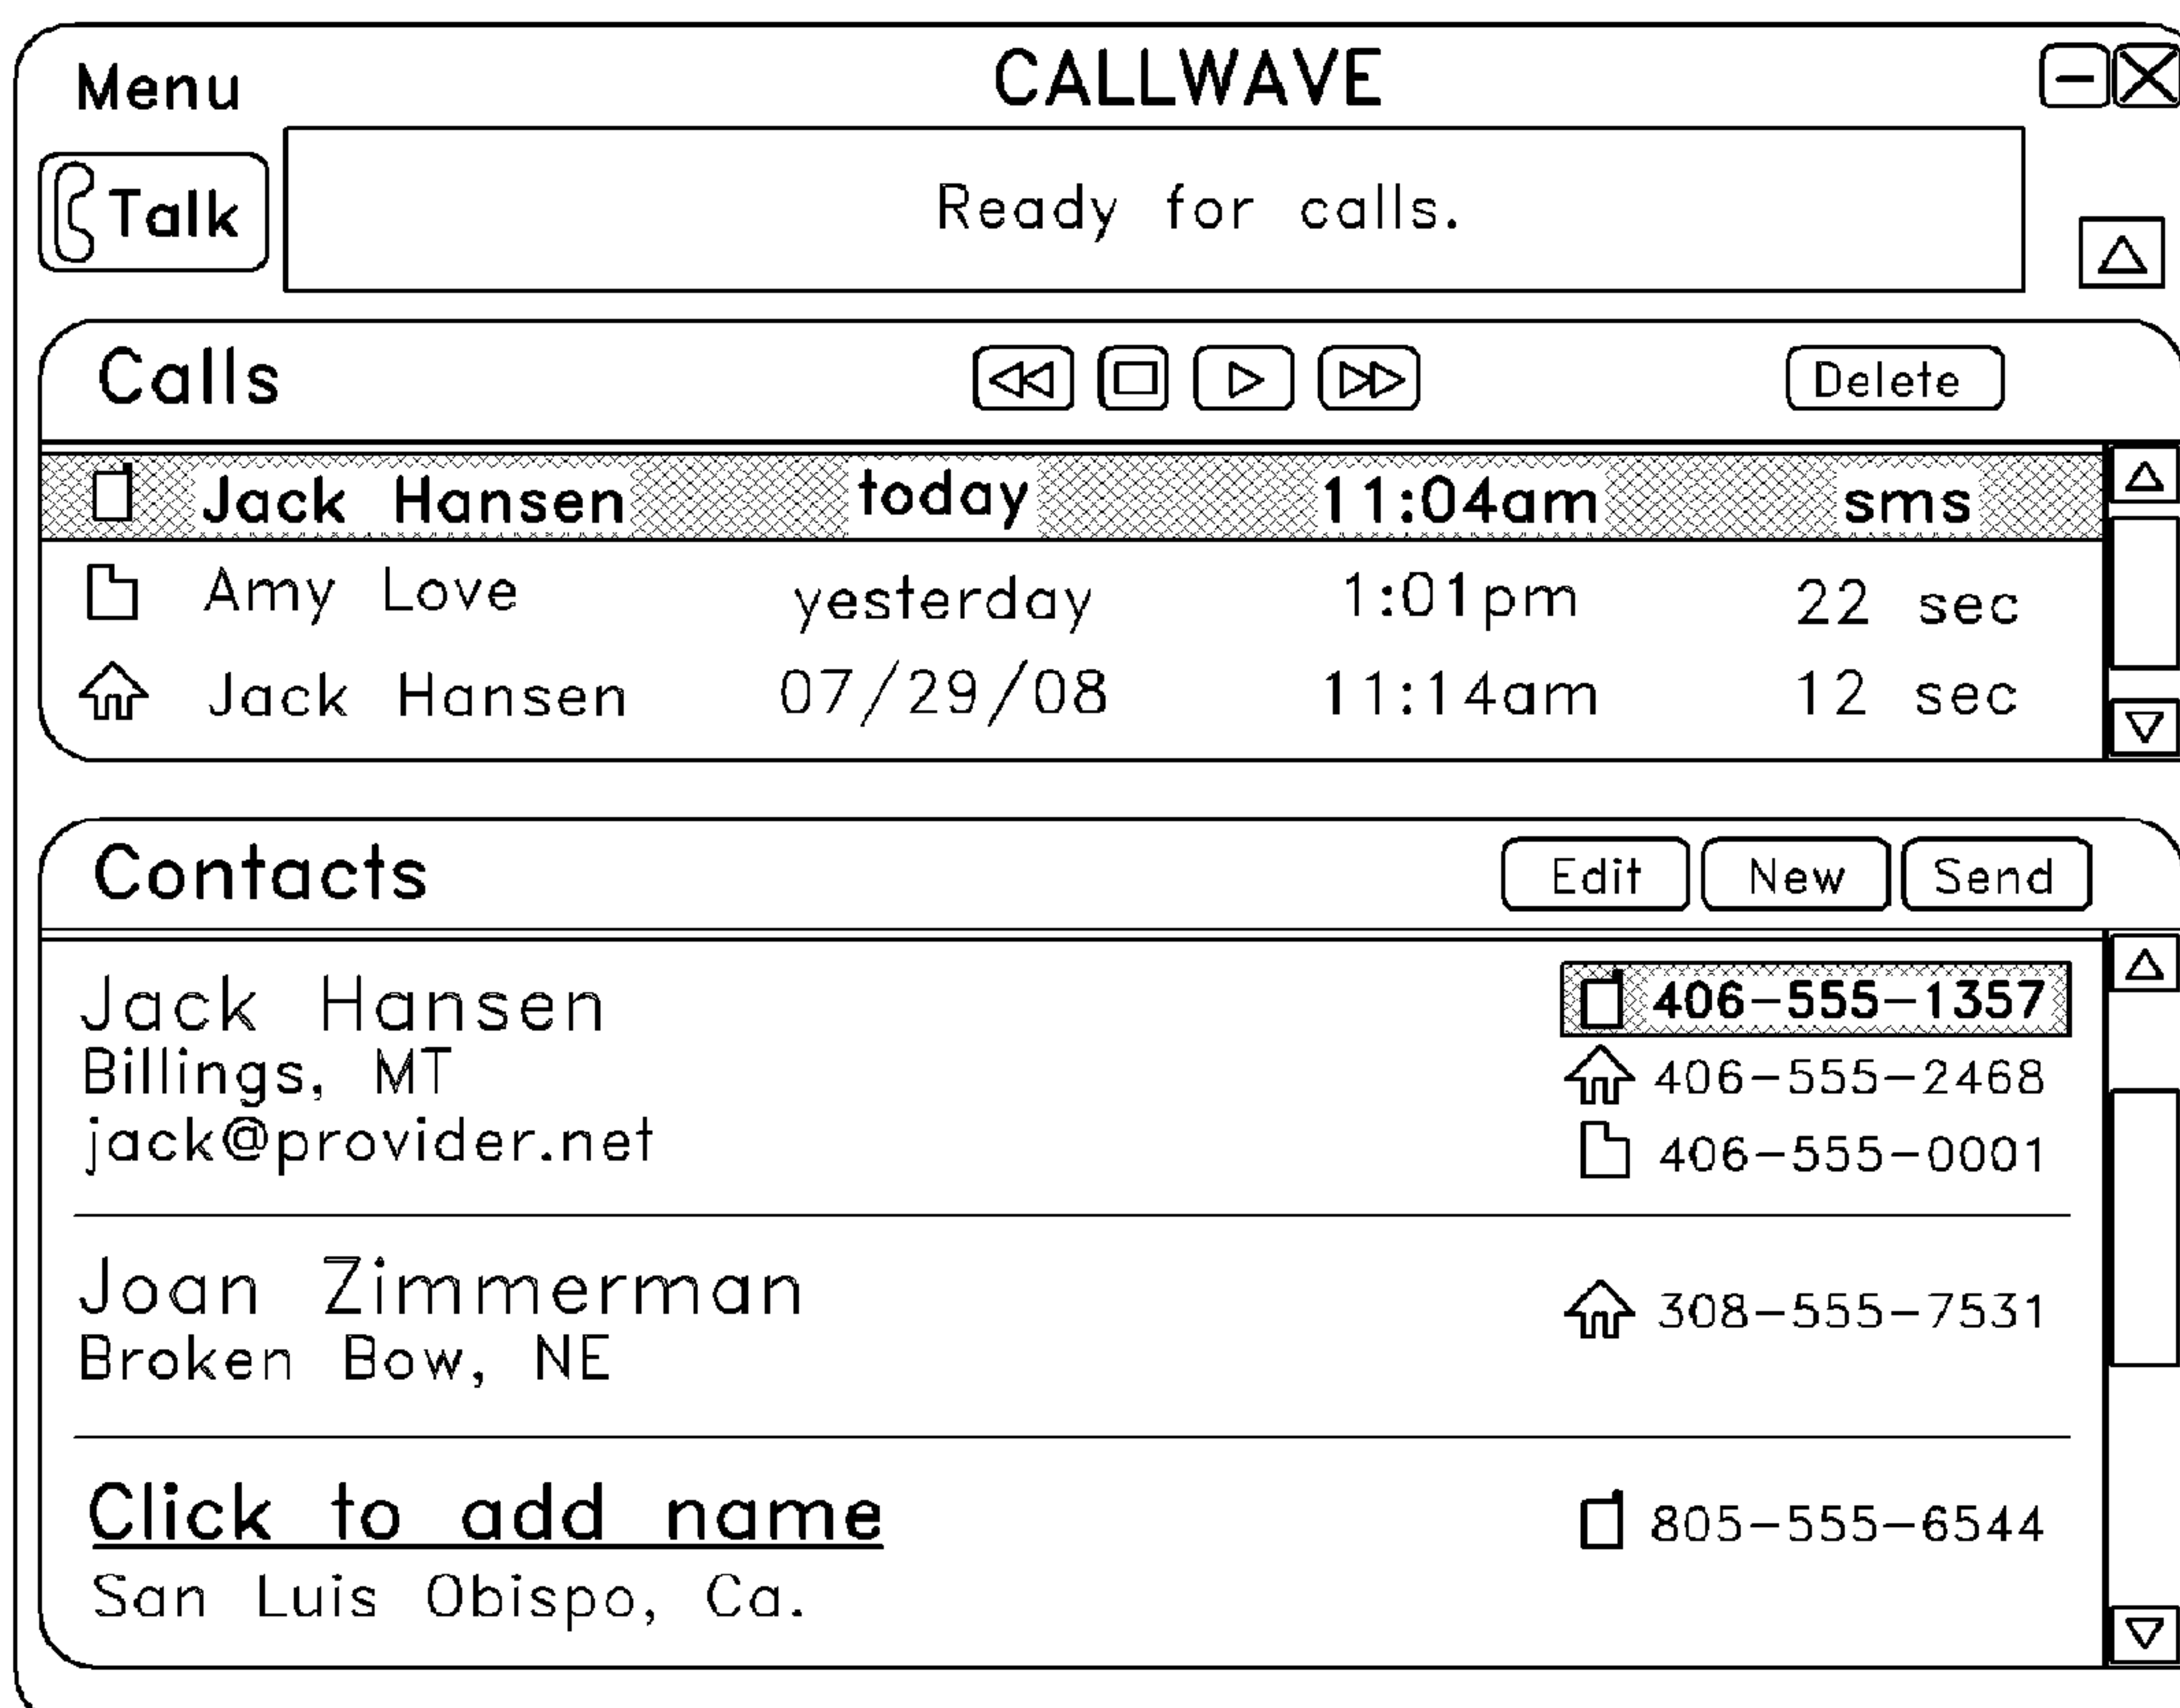 Menu CALLWAVE
Talk Ready for calls.
Calls Delete
Jack Hansen today 11:04am sms
Amy Love yesterday 1:01pm 22 sec
Jack Hansen 07/29/08 11:14am 12 sec
Contacts Edit New Send
Jack Hansen 406-555-1357
Billings, MT 406-555-2468
jack@provider.net 406-555-0001
Joan Zimmerman 308-555-7531
Broken Bow, NE
Click to add name 805-555-6544
San Luis Obispo, Ca.